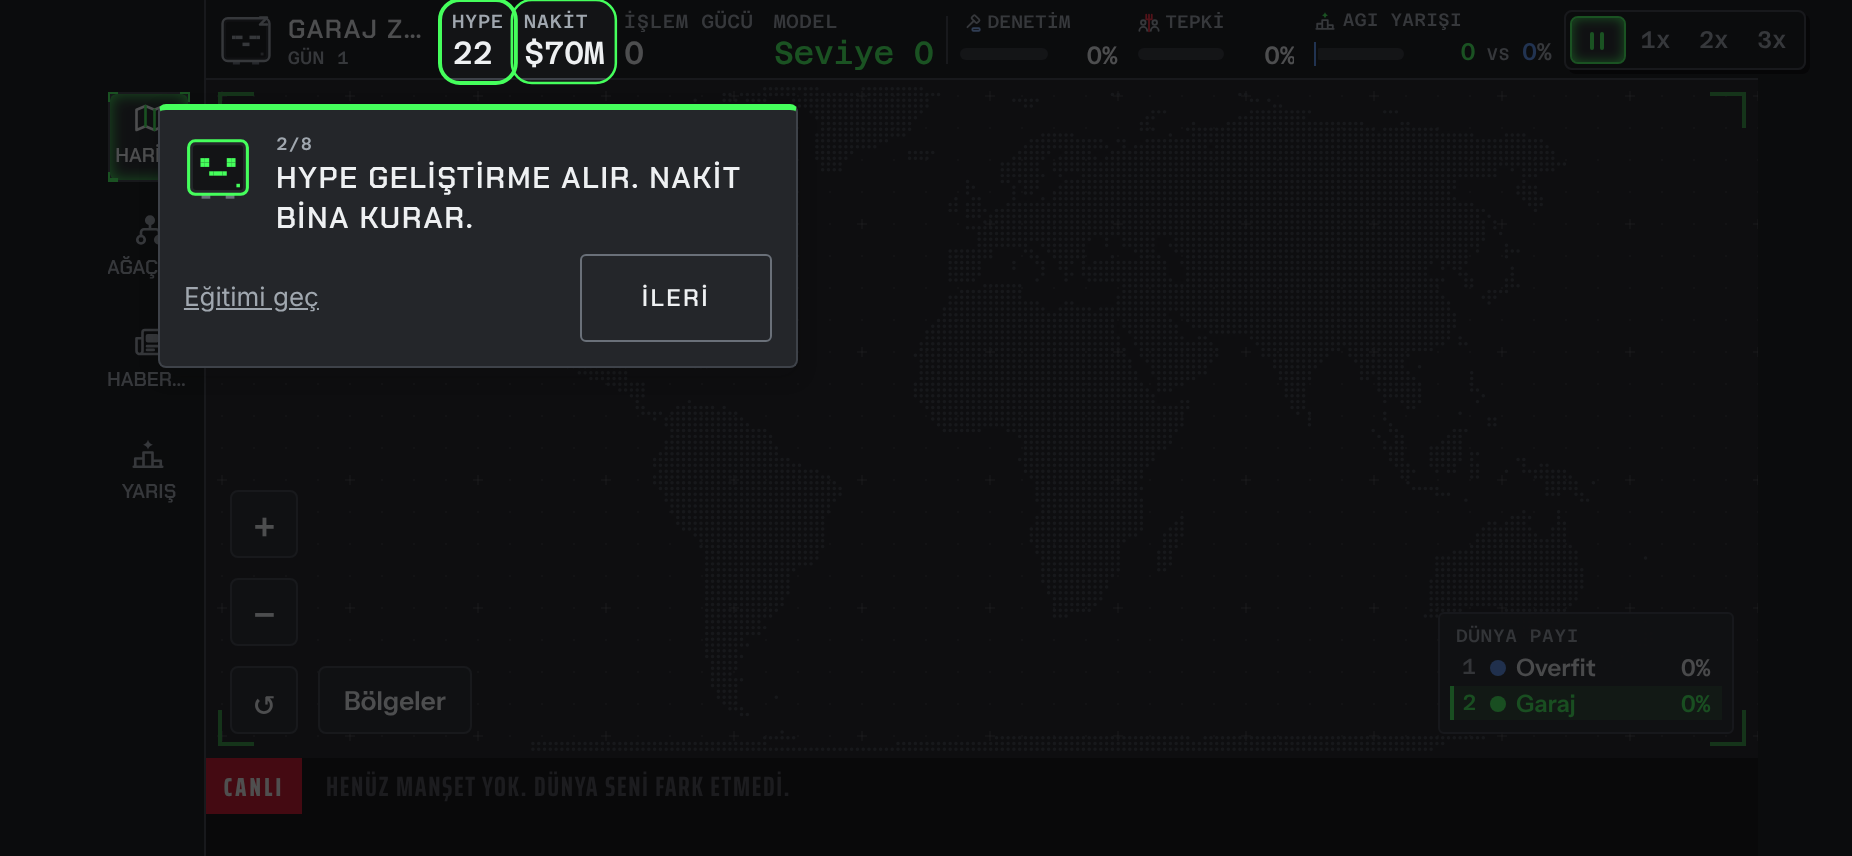 GARAJ Z...
GÜN 1
HYPE
22
NAKİT
$70M
İŞLEM GÜCÜ
0
MODEL
Seviye 0
DENETİM
0%
TEPKİ
0%
AGI YARIŞI
0 VS 0%
1x
2x
3x
2/8
HYPE GELİŞTİRME ALIR. NAKİT
BİNA KURAR.
Eğitimi geç
İLERİ
HABER...
YARIŞ
+
−
↺
Bölgeler
DÜNYA PAYI
1 Overfit 0%
2 Garaj 0%
CANLI
HENÜZ MANŞET YOK. DÜNYA SENİ FARK ETMEDİ.